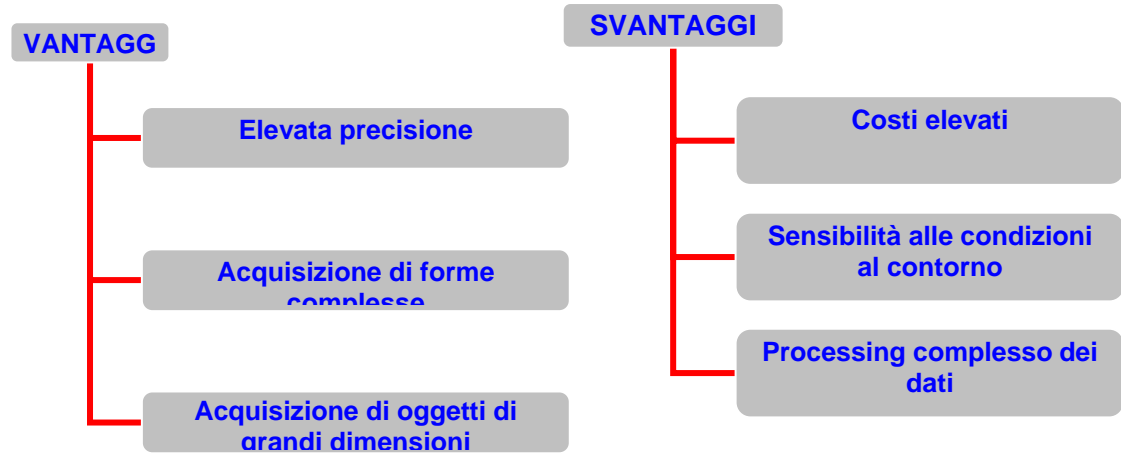 VANTAGG
Elevata precisione
Acquisizione di forme
complesse
Acquisizione di oggetti di
grandi dimensioni
SVANTAGGI
Costi elevati
Sensibilità alle condizioni
al contorno
Processing complesso dei
dati